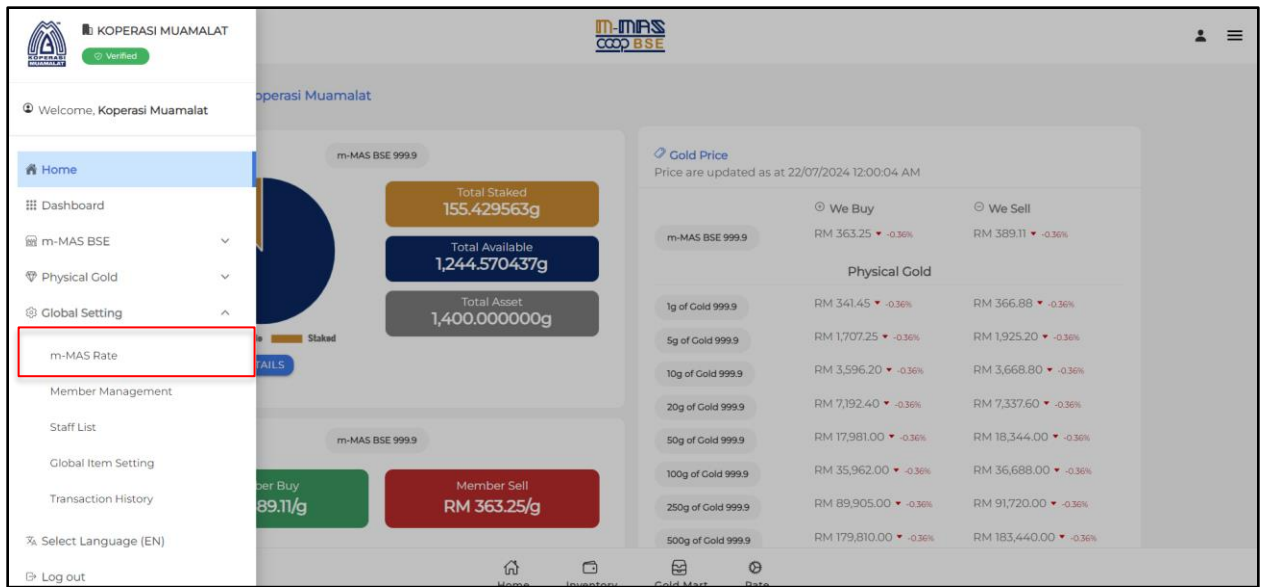 KOPERASI MUAMALAT
Verified
KOPERASI
MUAMALAT
m-MAS
COOP BSE
Welcome, Koperasi Muamalat
Home
Dashboard
m-MAS BSE
Physical Gold
Global Setting
m-MAS Rate
Member Management
Staff List
Global Item Setting
Transaction History
Select Language (EN)
Log out
operasi Muamalat
m-MAS BSE 999.9
Total Staked
155.429563g
Total Available
1,244.570437g
Total Asset
1,400.000000g
Staked
TAILS
m-MAS BSE 999.9
ber Buy
89.11/g
Member Sell
RM 363.25/g
Gold Price
Price are updated as at 22/07/2024 12:00:04 AM
We Buy We Sell
m-MAS BSE 999.9 RM 363.25 -0.36% RM 389.11 -0.36%
Physical Gold
1g of Gold 999.9 RM 341.45 -0.36% RM 366.88 -0.36%
5g of Gold 999.9 RM 1,707.25 -0.36% RM 1,925.20 -0.36%
10g of Gold 999.9 RM 3,596.20 -0.36% RM 3,668.80 -0.36%
20g of Gold 999.9 RM 7,192.40 -0.36% RM 7,337.60 -0.36%
50g of Gold 999.9 RM 17,981.00 -0.36% RM 18,344.00 -0.36%
100g of Gold 999.9 RM 35,962.00 -0.36% RM 36,688.00 -0.36%
250g of Gold 999.9 RM 89,905.00 -0.36% RM 91,720.00 -0.36%
500g of Gold 999.9 RM 179,810.00 -0.36% RM 183,440.00 -0.36%
Home Inventory Gold Mart Rate